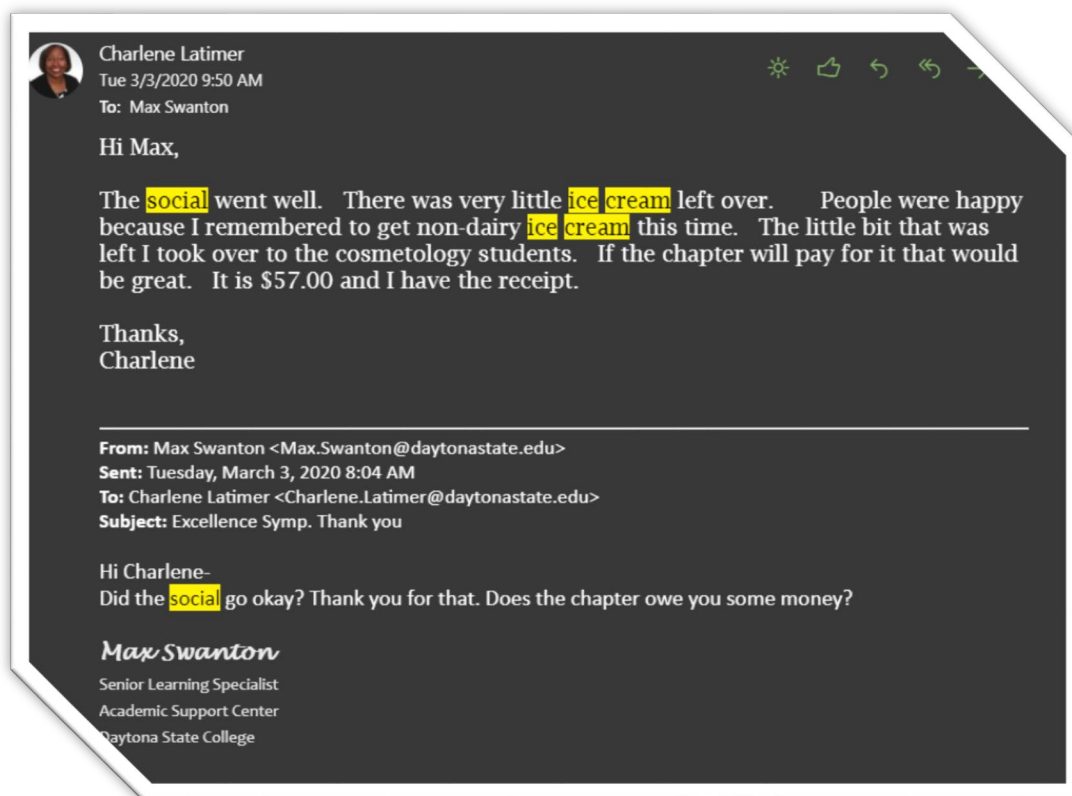 Charlene Latimer
Tue 3/3/2020 9:50 AM
To: Max Swanton
Hi Max,
The social went well. There was very little ice cream left over. People were happy
because I remembered to get non-dairy ice cream this time. The little bit that was
left I took over to the cosmetology students. If the chapter will pay for it that would
be great. It is $57.00 and I have the receipt.
Thanks,
Charlene
From: Max Swanton <Max.Swanton@daytonastate.edu>
Sent: Tuesday, March 3, 2020 8:04 AM
To: Charlene Latimer <Charlene.Latimer@daytonastate.edu>
Subject: Excellence Symp. Thank you
Hi Charlene-
Did the social go okay? Thank you for that. Does the chapter owe you some money?
Max Swanton
Senior Learning Specialist
Academic Support Center
Daytona State College